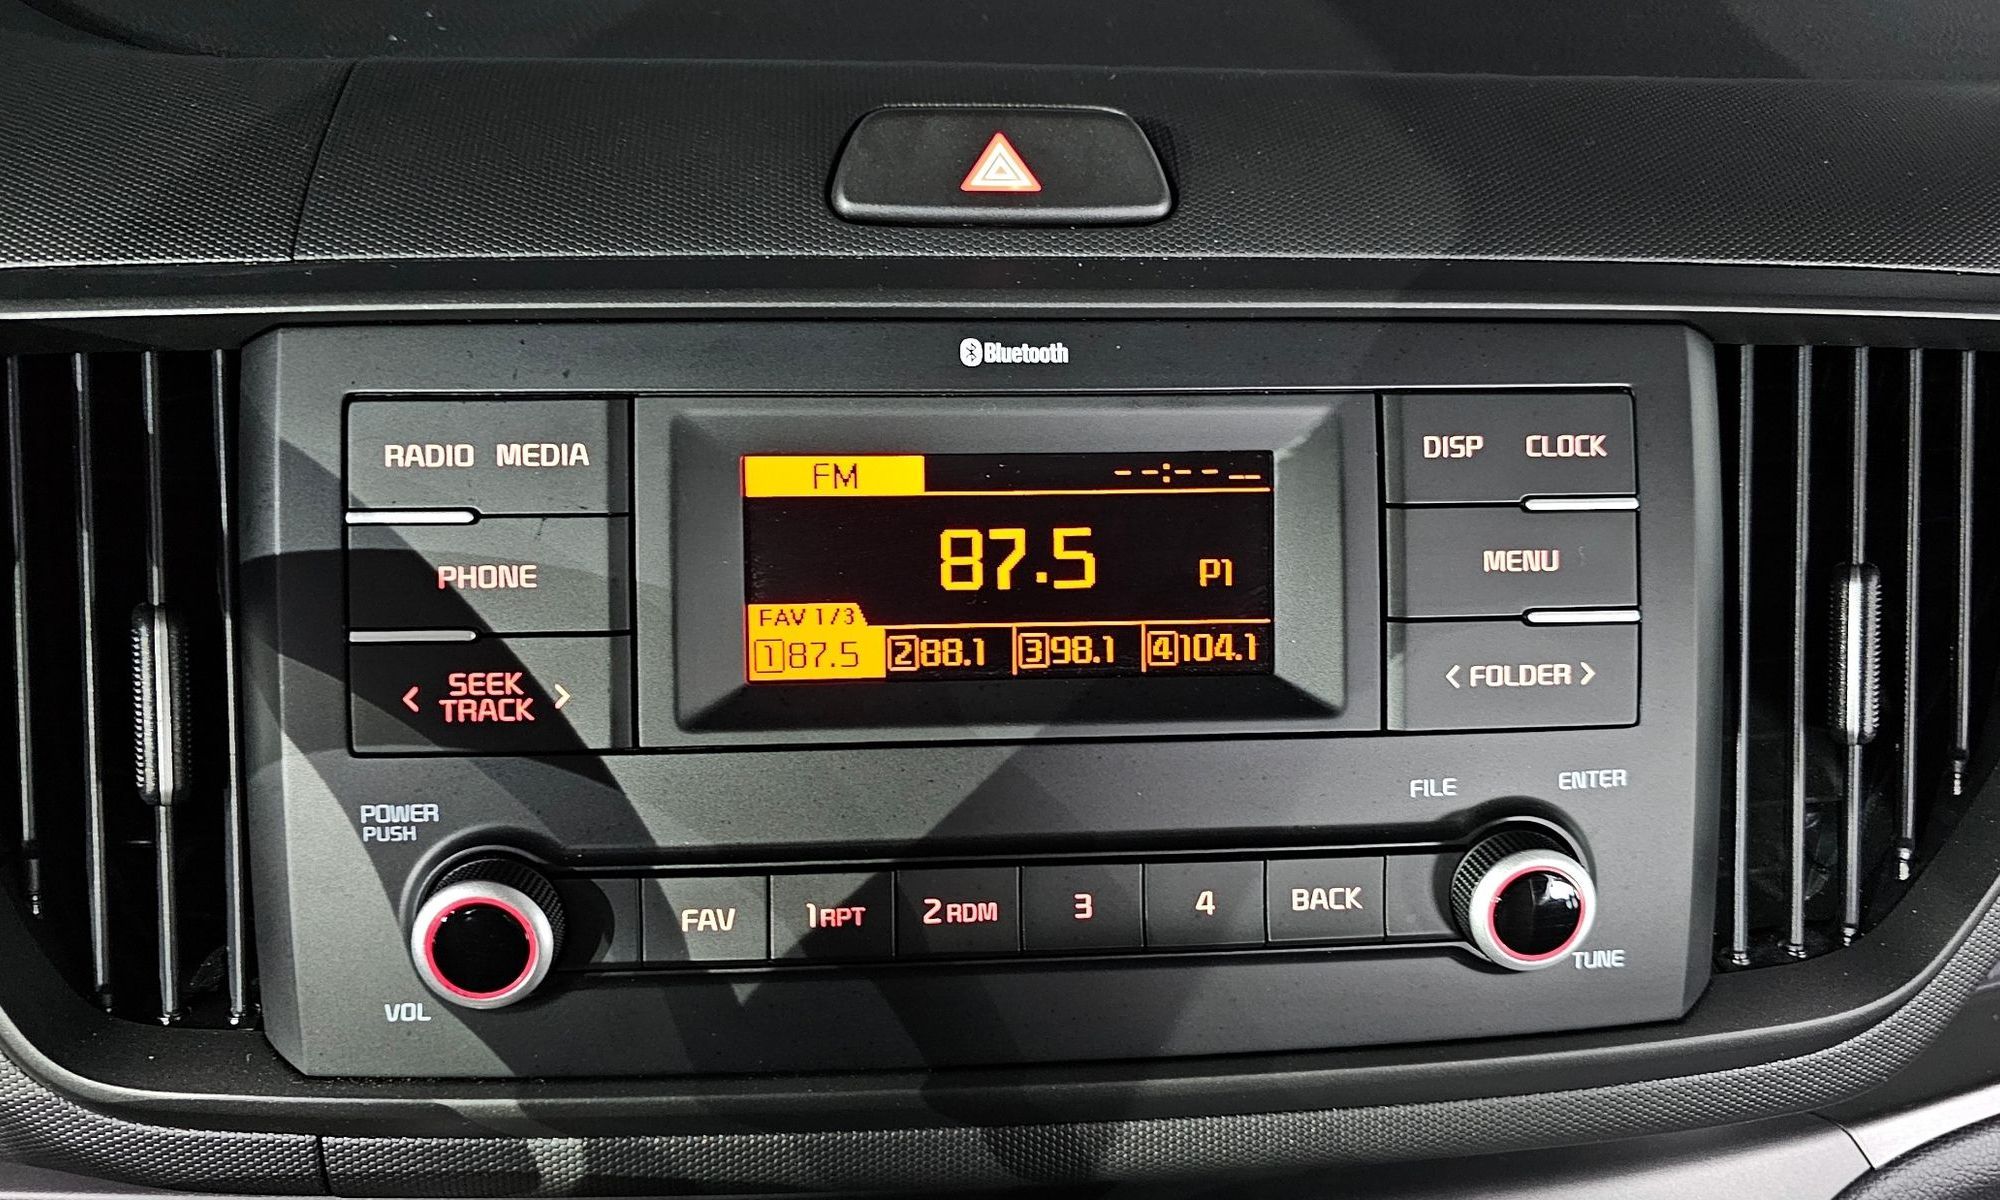 Bluetooth
RADIO MEDIA
PHONE
< SEEK TRACK >
FM --:-- __
87.5 P1
FAV 1/3
1 87.5 2 88.1 3 98.1 4 104.1
DISP CLOCK
MENU
< FOLDER >
POWER
PUSH
VOL
FAV 1 RPT 2 RDM 3 4 BACK
FILE ENTER
TUNE